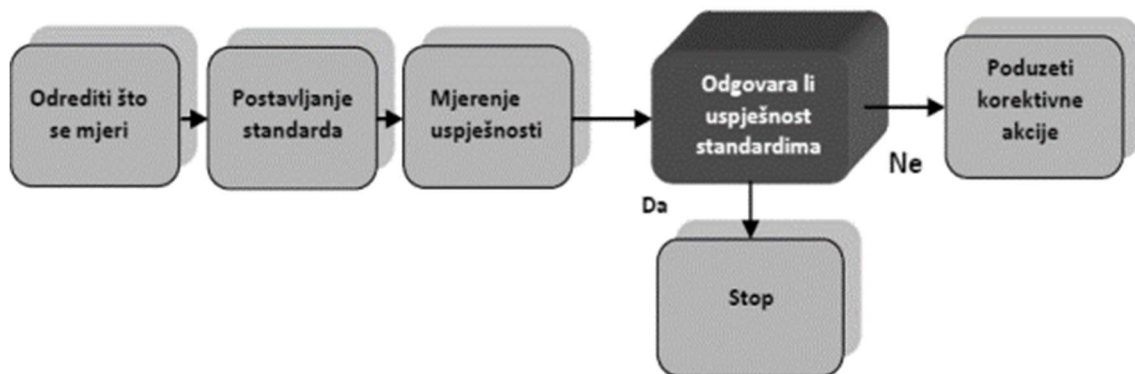 Odrediti što
se mjeri
Postavljanje
standarda
Mjerenje
uspješnosti
Odgovara li
uspješnost
standardima
Poduzeti
korektivne
akcije
Ne
Da
Stop